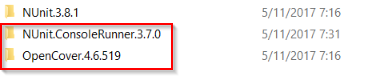 NUnit.3.8.1 5/11/2017 7:16
NUnit.ConsoleRunner.3.7.0 5/11/2017 7:31
OpenCover.4.6.519 5/11/2017 7:16